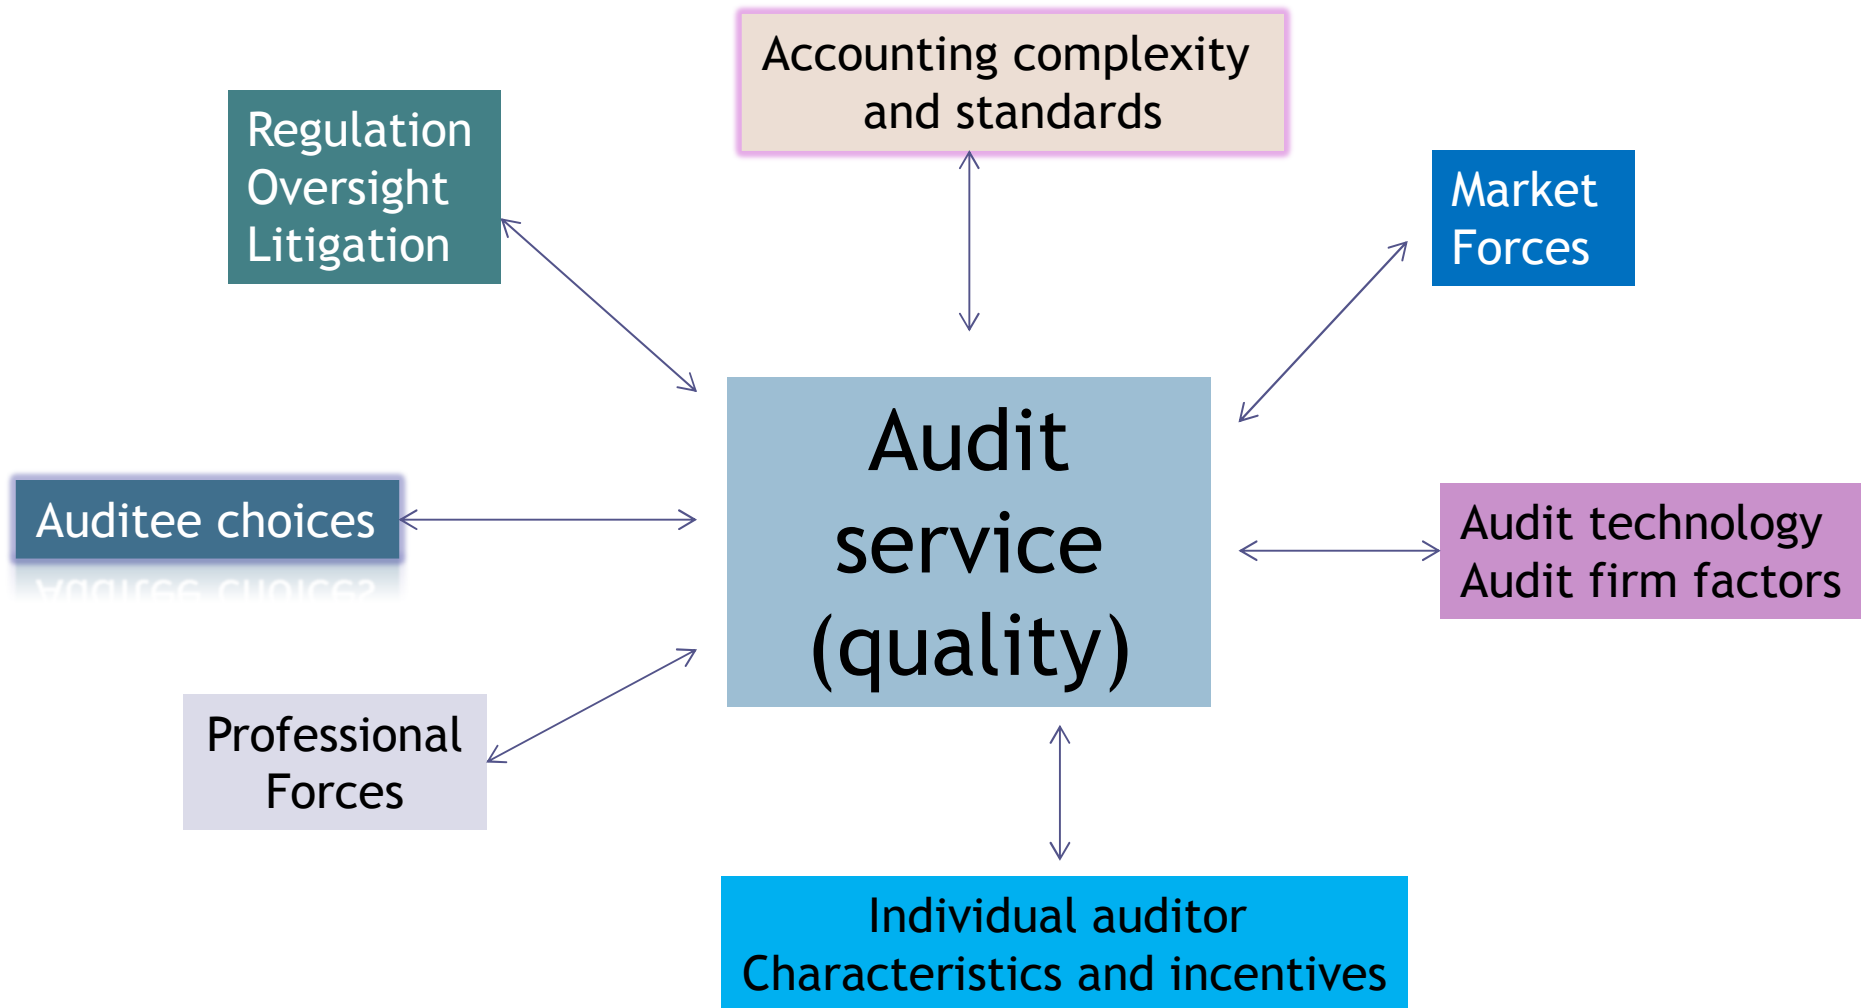 Accounting complexity
and standards
Regulation
Oversight
Litigation
Market
Forces
Audit
service
(quality)
Auditee choices
Audit technology
Audit firm factors
Professional
Forces
Individual auditor
Characteristics and incentives